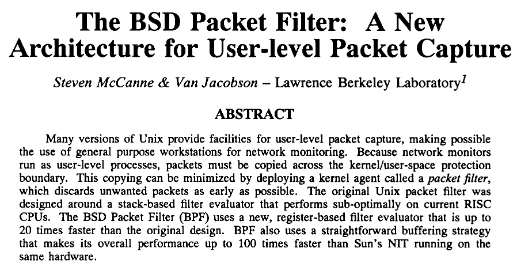 The BSD Packet Filter: A New
Architecture for User-level Packet Capture
Steven McCanne & Van Jacobson – Lawrence Berkeley Laboratory1
ABSTRACT
Many versions of Unix provide facilities for user-level packet capture, making possible
the use of general purpose workstations for network monitoring. Because network monitors
run as user-level processes, packets must be copied across the kernel/user-space protection
boundary. This copying can be minimized by deploying a kernel agent called a packet filter,
which discards unwanted packets as early as possible. The original Unix packet filter was
designed around a stack-based filter evaluator that performs sub-optimally on current RISC
CPUs. The BSD Packet Filter (BPF) uses a new, register-based filter evaluator that is up to
20 times faster than the original design. BPF also uses a straightforward buffering strategy
that makes its overall performance up to 100 times faster than Sun's NIT running on the
same hardware.